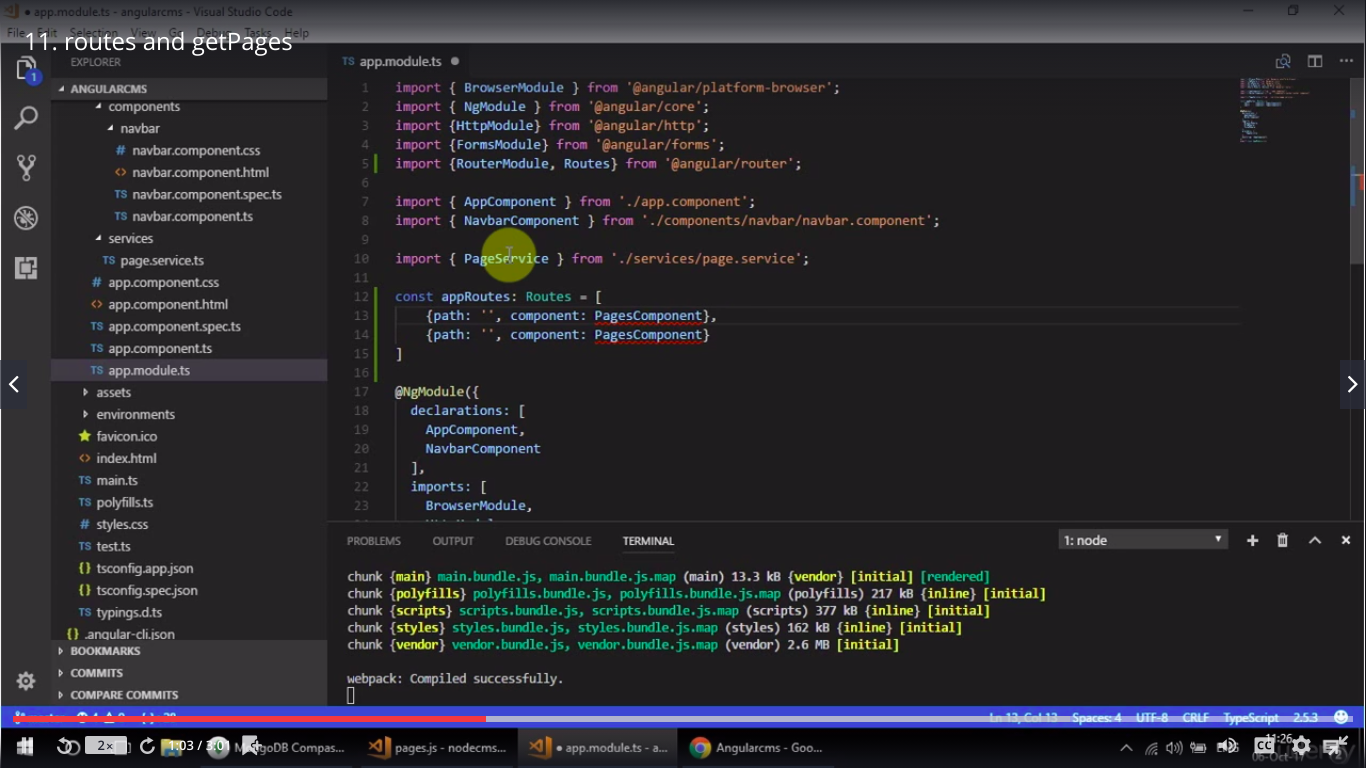 app.module.ts - angularcms - Visual Studio Code
File Edit Selection View Go Debug Tasks Help
11. routes and getPages
EXPLORER
1
ANGULARCMS
components
navbar
# navbar.component.css
<> navbar.component.html
TS navbar.component.spec.ts
TS navbar.component.ts
services
TS page.service.ts
# app.component.css
<> app.component.html
TS app.component.spec.ts
TS app.component.ts
TS app.module.ts
assets
environments
favicon.ico
<> index.html
TS main.ts
TS polyfills.ts
# styles.css
TS test.ts
{} tsconfig.app.json
{} tsconfig.spec.json
TS typings.d.ts
{} .angular-cli.json
BOOKMARKS
COMMITS
COMPARE COMMITS
TS app.module.ts
1 import { BrowserModule } from '@angular/platform-browser';
2 import { NgModule } from '@angular/core';
3 import {HttpModule} from '@angular/http';
4 import {FormsModule} from '@angular/forms';
5 import {RouterModule, Routes} from '@angular/router';
6
7 import { AppComponent } from './app.component';
8 import { NavbarComponent } from './components/navbar/navbar.component';
9
10 import { PageService } from './services/page.service';
11
12 const appRoutes: Routes = [
13 {path: '', component: PagesComponent},
14 {path: '', component: PagesComponent}
15 ]
16
17 @NgModule({
18 declarations: [
19 AppComponent,
20 NavbarComponent
21 ],
22 imports: [
23 BrowserModule,
PROBLEMS OUTPUT DEBUG CONSOLE TERMINAL 1: node
chunk {main} main.bundle.js, main.bundle.js.map (main) 13.3 kB {vendor} [initial] [rendered]
chunk {polyfills} polyfills.bundle.js, polyfills.bundle.js.map (polyfills) 217 kB {inline} [initial]
chunk {scripts} scripts.bundle.js, scripts.bundle.js.map (scripts) 377 kB {inline} [initial]
chunk {styles} styles.bundle.js, styles.bundle.js.map (styles) 162 kB {inline} [initial]
chunk {vendor} vendor.bundle.js, vendor.bundle.js.map (vendor) 2.6 MB [initial]
webpack: Compiled successfully.
Ln 13, Col 13 Spaces: 4 UTF-8 CRLF TypeScript 2.5.3
2x 1:03 / 3:01 MongoDB Compas... pages.js - nodecms... app.module.ts - a... Angularcms - Goo... CC 11:26
06-Oct-17